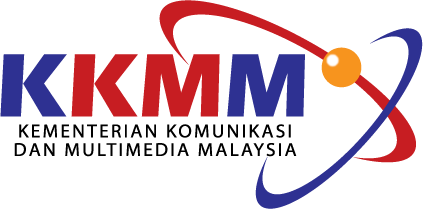 KKMM
KEMENTERIAN KOMUNIKASI
DAN MULTIMEDIA MALAYSIA